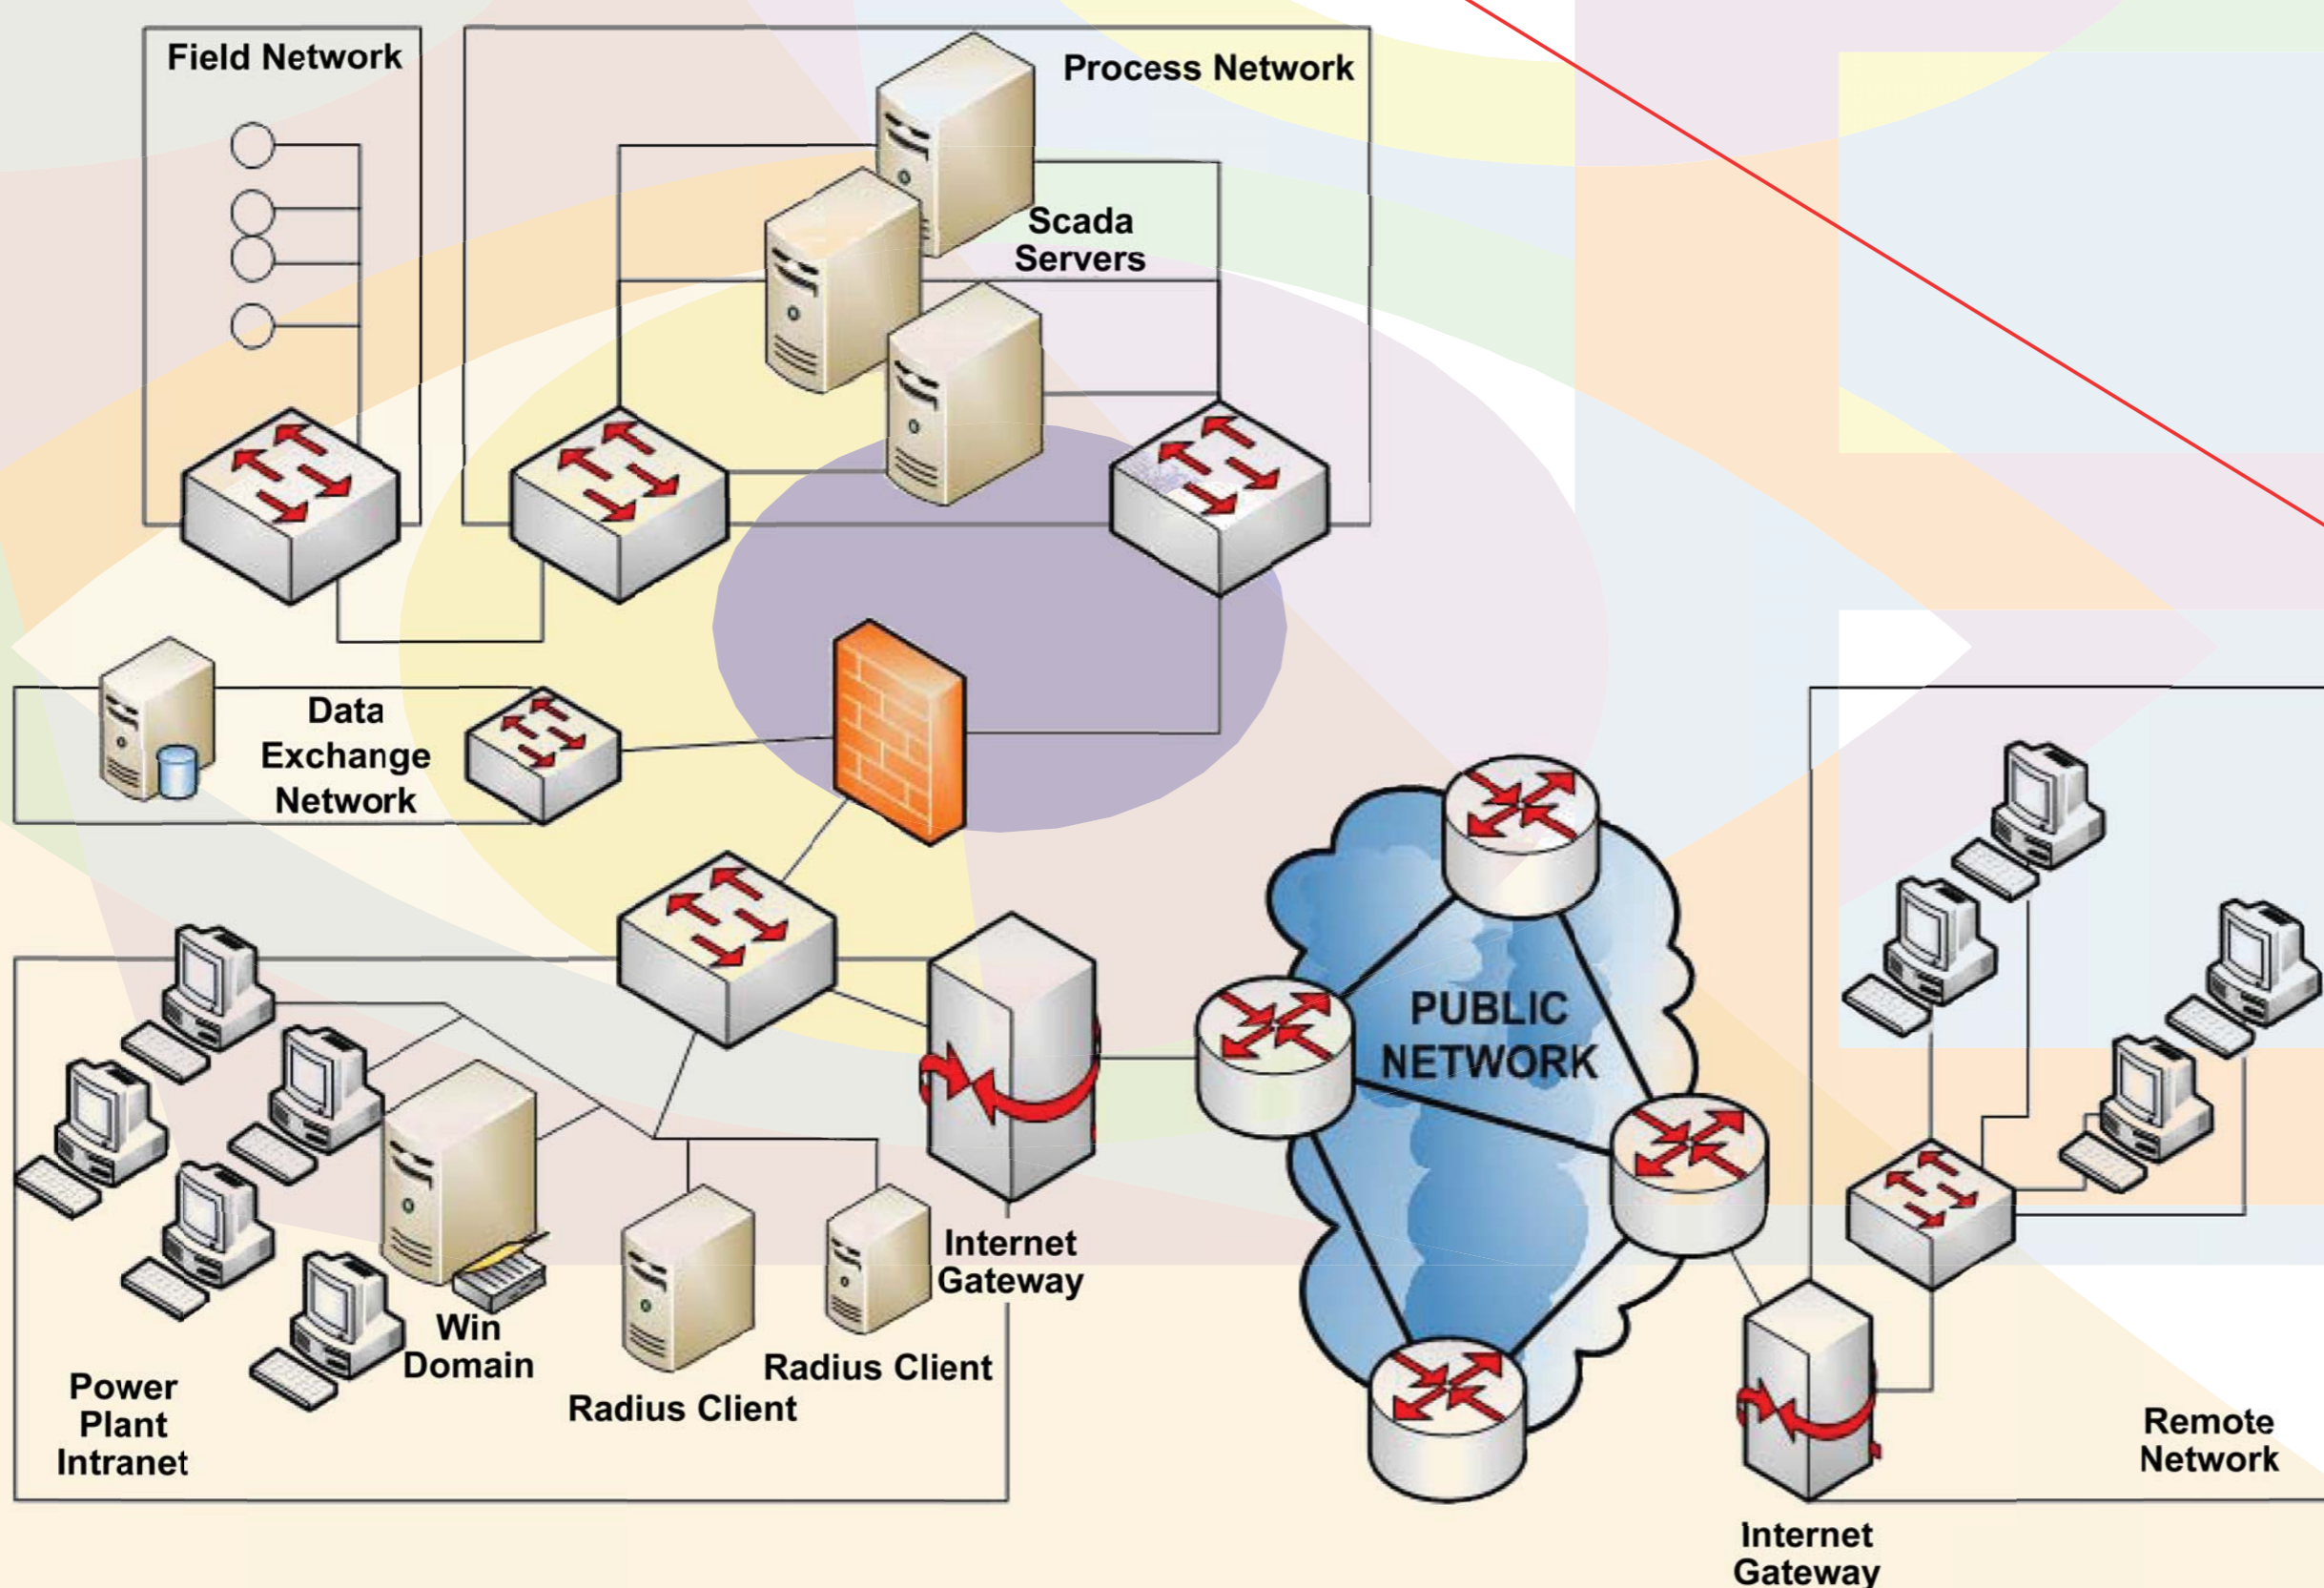 Field Network
Process Network
Scada
Servers
Data
Exchange
Network
PUBLIC
NETWORK
Internet
Gateway
Win
Domain
Radius Client
Radius Client
Power
Plant
Intranet
Remote
Network
Internet
Gateway